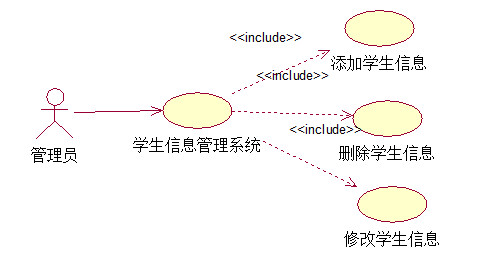 <<include>>
添加学生信息
<<include>>
管理员
学生信息管理系统
<<include>>
删除学生信息
修改学生信息